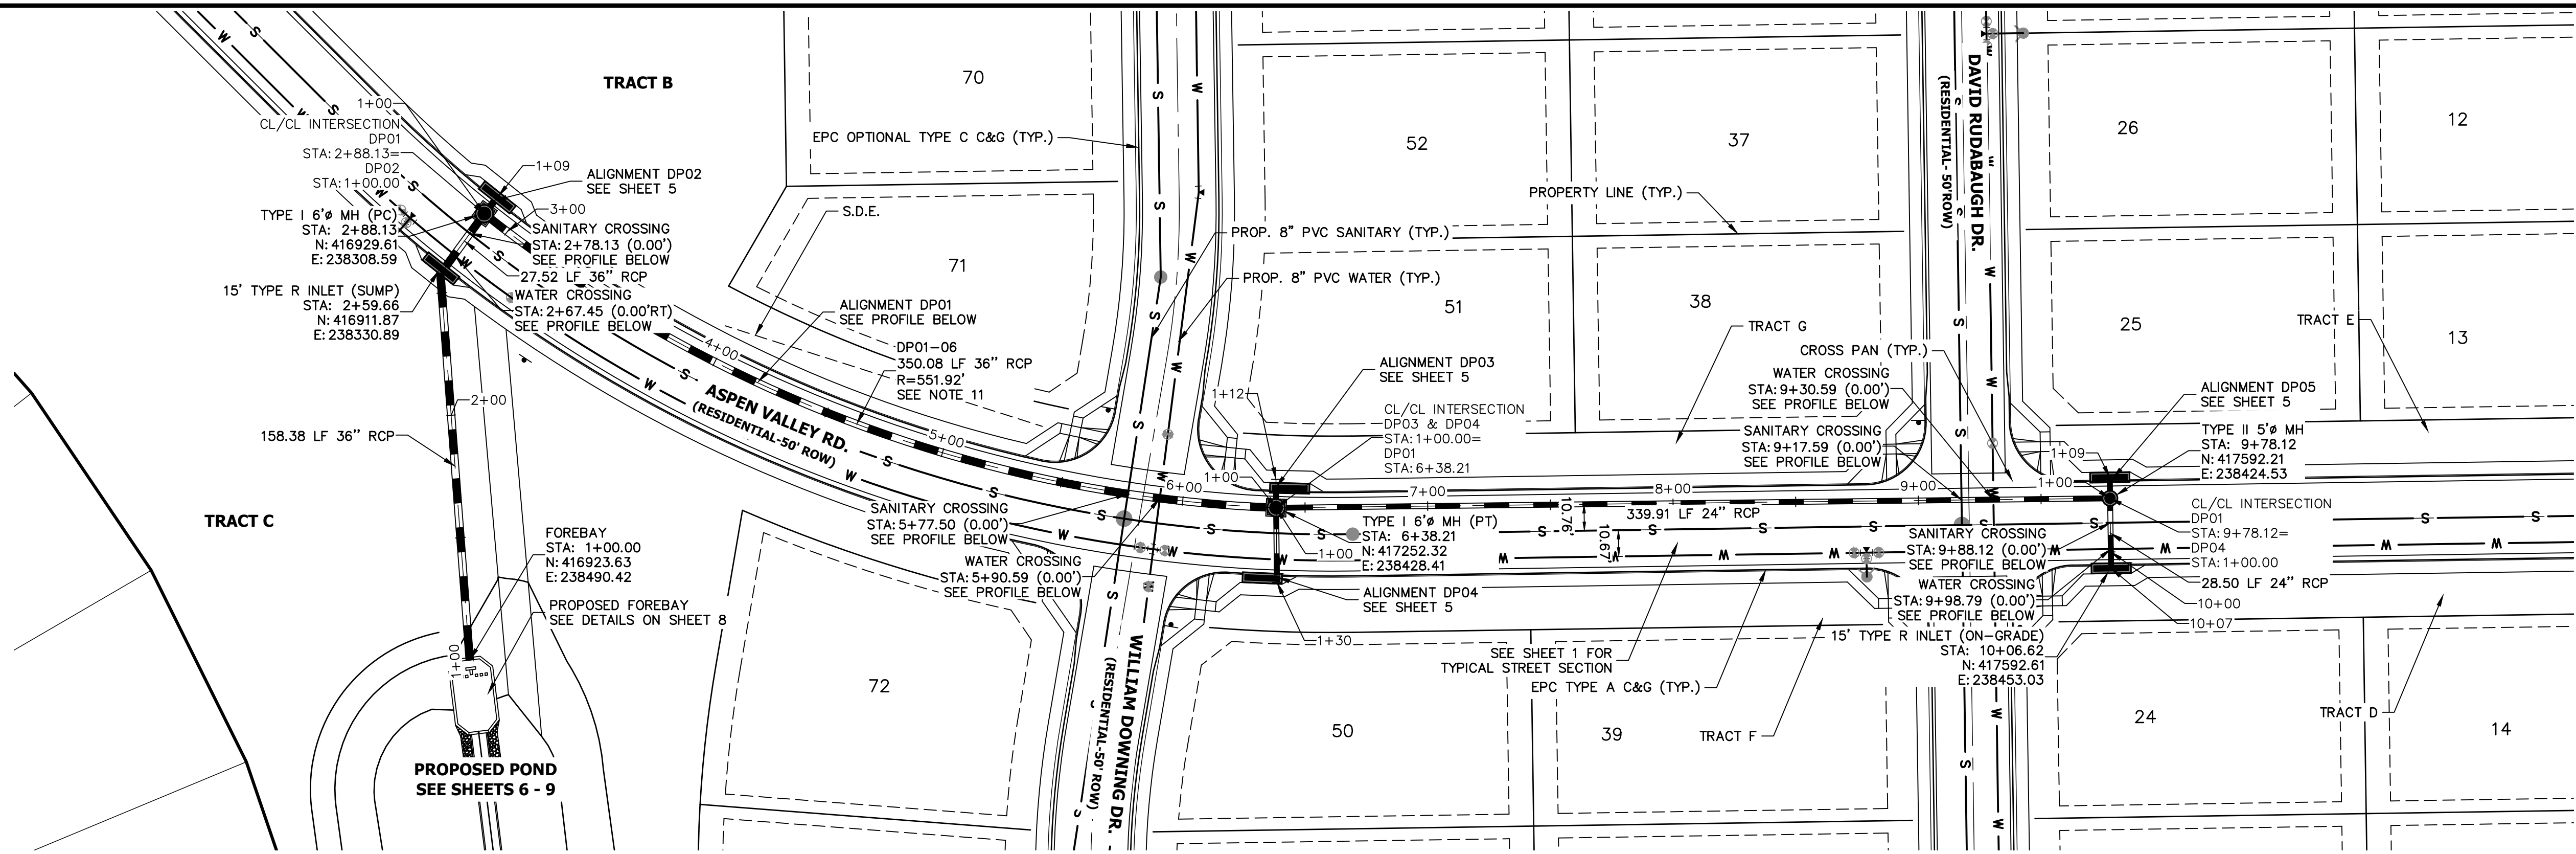 TRACT B
70
EPC OPTIONAL TYPE C C&G (TYP.)
1+00
CL/CL INTERSECTION
DP01
STA: 2+88.13=
DP02
STA: 1+00.00
1+09
ALIGNMENT DP02
SEE SHEET 5
TYPE I 6'ø MH (PC)
STA: 2+88.13
N: 416929.61
E: 238308.59
3+00
SANITARY CROSSING
STA: 2+78.13 (0.00')
SEE PROFILE BELOW
27.52 LF 36" RCP
15' TYPE R INLET (SUMP)
STA: 2+59.66
N: 416911.87
E: 238330.89
WATER CROSSING
STA: 2+67.45 (0.00'RT)
SEE PROFILE BELOW
S.D.E.
71
ALIGNMENT DP01
SEE PROFILE BELOW
4+00
DP01-06
350.08 LF 36" RCP
R=551.92'
SEE NOTE 11
ASPEN VALLEY RD.
(RESIDENTIAL-50' ROW)
5+00
2+00
158.38 LF 36" RCP
TRACT C
FOREBAY
STA: 1+00.00
N: 416923.63
E: 238490.42
PROPOSED FOREBAY
SEE DETAILS ON SHEET 8
1+00
PROPOSED POND
SEE SHEETS 6 - 9
72
SANITARY CROSSING
STA: 5+77.50 (0.00')
SEE PROFILE BELOW
WATER CROSSING
STA: 5+90.59 (0.00')
SEE PROFILE BELOW
WILLIAM DOWNING DR.
(RESIDENTIAL-50' ROW)
6+00
1+00
1+12
PROP. 8" PVC SANITARY (TYP.)
PROP. 8" PVC WATER (TYP.)
52
37
PROPERTY LINE (TYP.)
51
38
ALIGNMENT DP03
SEE SHEET 5
CL/CL INTERSECTION
DP03 & DP04
STA: 1+00.00=
DP01
STA: 6+38.21
TRACT G
CROSS PAN (TYP.)
WATER CROSSING
STA: 9+30.59 (0.00')
SEE PROFILE BELOW
SANITARY CROSSING
STA: 9+17.59 (0.00')
SEE PROFILE BELOW
7+00
8+00
9+00
1+00
10.76'
10.67'
339.91 LF 24" RCP
TYPE I 6'ø MH (PT)
STA: 6+38.21
N: 417252.32
E: 238428.41
1+00
ALIGNMENT DP04
SEE SHEET 5
1+30
SEE SHEET 1 FOR
TYPICAL STREET SECTION
EPC TYPE A C&G (TYP.)
50
39
TRACT F
DAVID RUDABAUGH DR.
(RESIDENTIAL- 50'ROW)
26
12
25
13
TRACT E
ALIGNMENT DP05
SEE SHEET 5
TYPE II 5'ø MH
STA: 9+78.12
N: 417592.21
E: 238424.53
1+09
CL/CL INTERSECTION
DP01
STA: 9+78.12=
DP04
STA: 1+00.00
28.50 LF 24" RCP
10+00
10+07
SANITARY CROSSING
STA: 9+88.12 (0.00')
SEE PROFILE BELOW
WATER CROSSING
STA: 9+98.79 (0.00')
SEE PROFILE BELOW
15' TYPE R INLET (ON-GRADE)
STA: 10+06.62
N: 417592.61
E: 238453.03
24
TRACT D
14